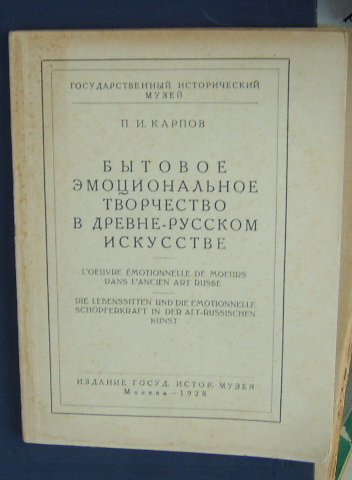 ГОСУДАРСТВЕННЫЙ ИСТОРИЧЕСКИЙ
МУЗЕЙ
П. И. КАРПОВ
БЫТОВОЕ
ЭМОЦИОНАЛЬНОЕ
ТВОРЧЕСТВО
В ДРЕВНЕ-РУССКОМ
ИСКУССТВЕ
L'OEUVRE ÉMOTIONNELLE DE MOEURS
DANS L'ANCIEN ART RUSSE
DIE LEBENSSITTEN UND DIE EMOTIONNELLE
SCHÖPFERKRAFT IN DER ALT-RUSSISCHEN
KUNST
ИЗДАНИЕ ГОСУД. ИСТОР. МУЗЕЯ
Москва—1928